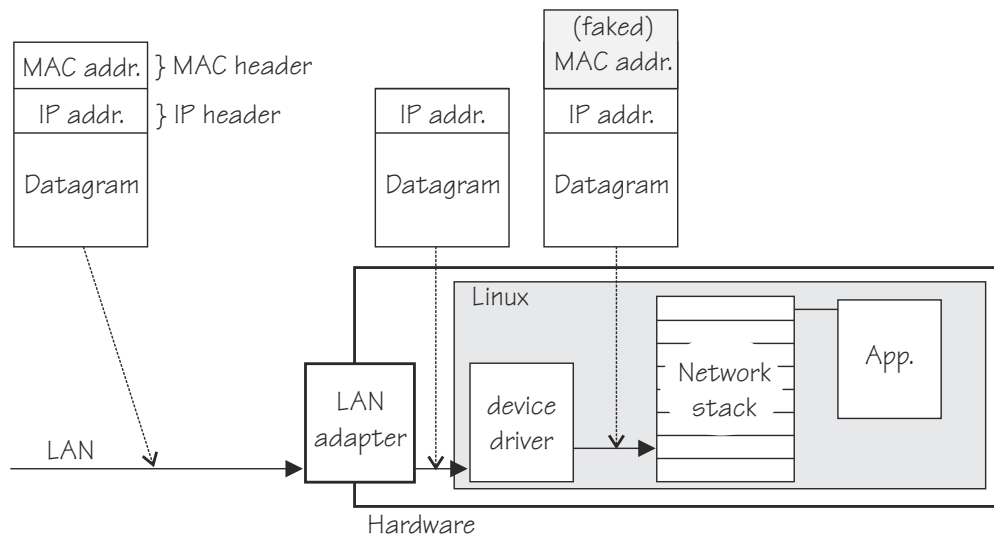 MAC addr.
} MAC header
IP addr.
} IP header
Datagram
IP addr.
Datagram
(faked)
MAC addr.
IP addr.
Datagram
Linux
LAN
LAN
adapter
device
driver
Network
stack
App.
Hardware